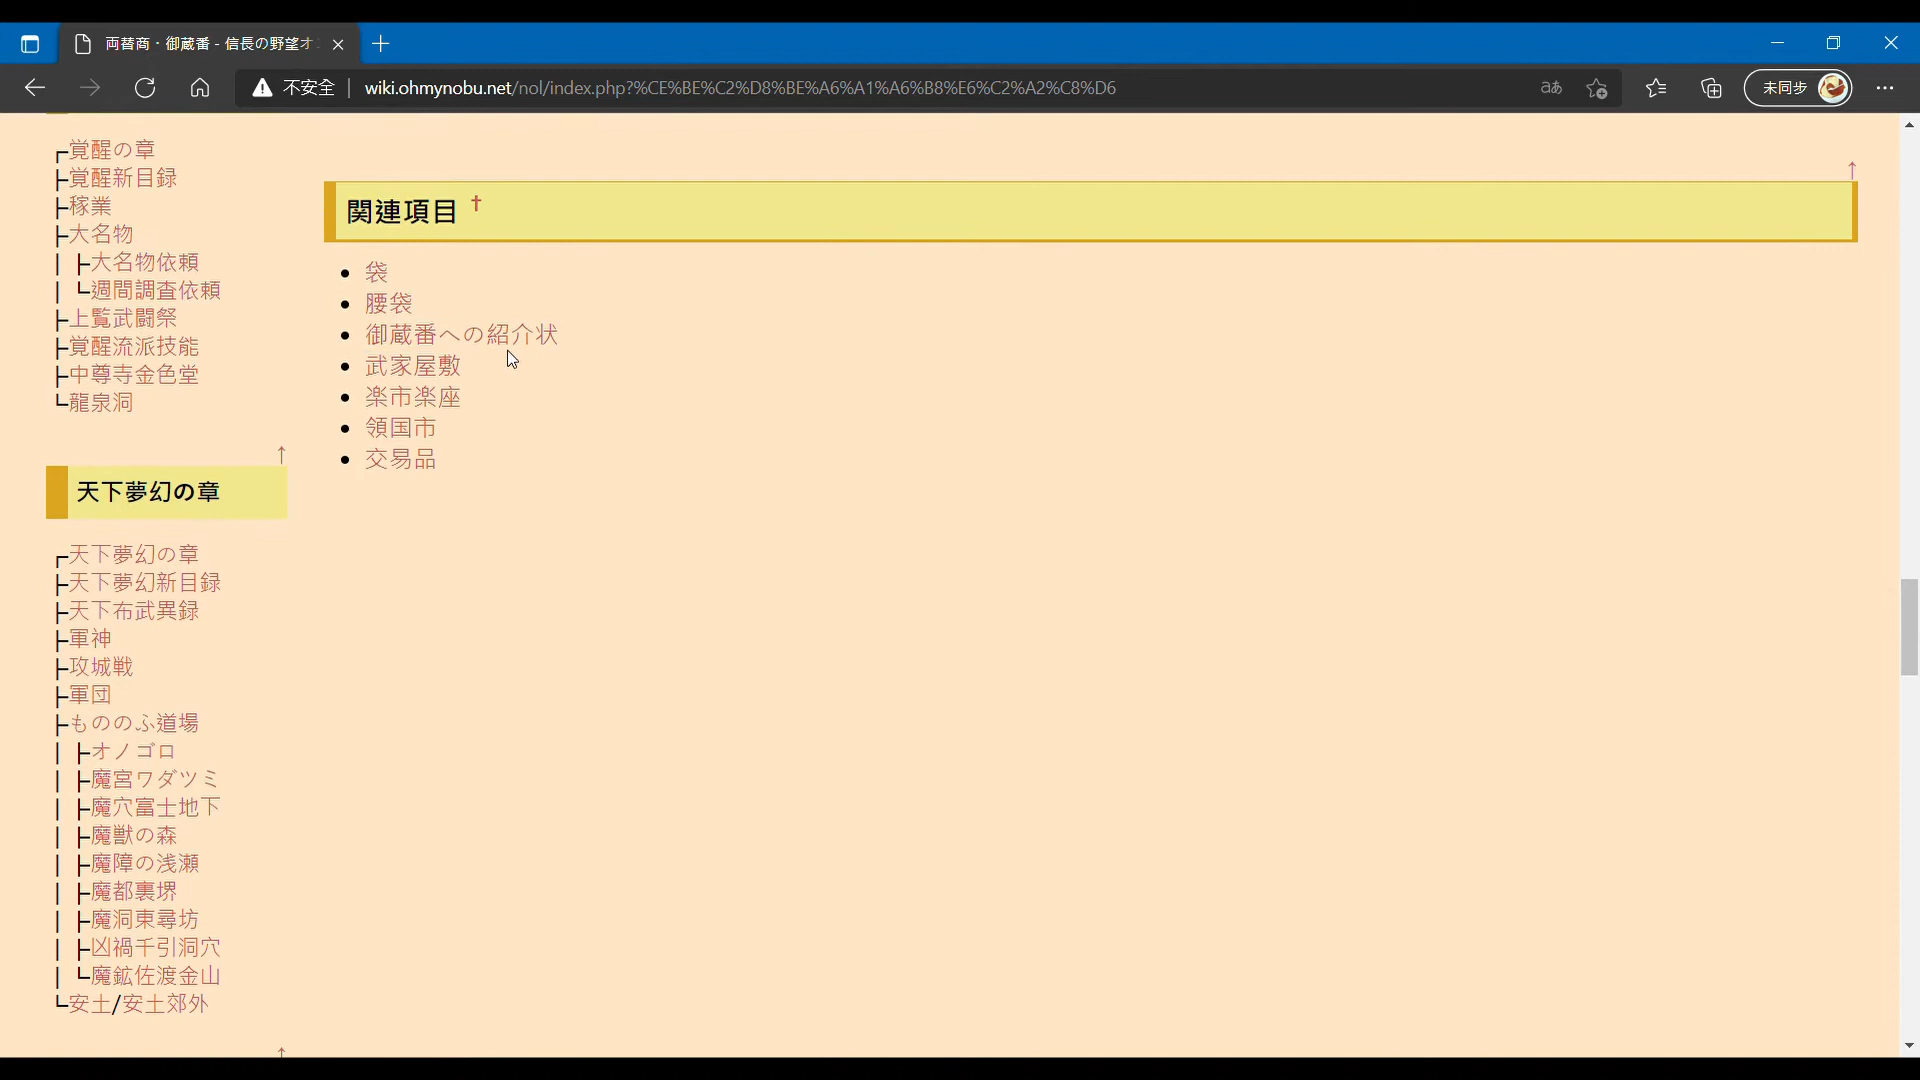 両替商・御蔵番 - 信長の野望オン
不安全 | wiki.ohmynobu.net/nol/index.php?%CE%BE%C2%D8%BE%A6%A1%A6%B8%E6%C2%A2%C8%D6
aあ
未同步
┌覚醒の章
├覚醒新目録
├稼業
├大名物
│├大名物依頼
│└週間調査依頼
├上覧武闘祭
├覚醒流派技能
├中尊寺金色堂
└龍泉洞
↑
天下夢幻の章
┌天下夢幻の章
├天下夢幻新目録
├天下布武異録
├軍神
├攻城戦
├軍団
├もののふ道場
│├オノゴロ
│├魔宮ワダツミ
│├魔穴富士地下
│├魔獣の森
│├魔障の浅瀬
│├魔都裏堺
│├魔洞東尋坊
│├凶禍千引洞穴
│└魔鉱佐渡金山
└安土/安土郊外
↑
↑
関連項目 †
• 袋
• 腰袋
• 御蔵番への紹介状
• 武家屋敷
• 楽市楽座
• 領国市
• 交易品